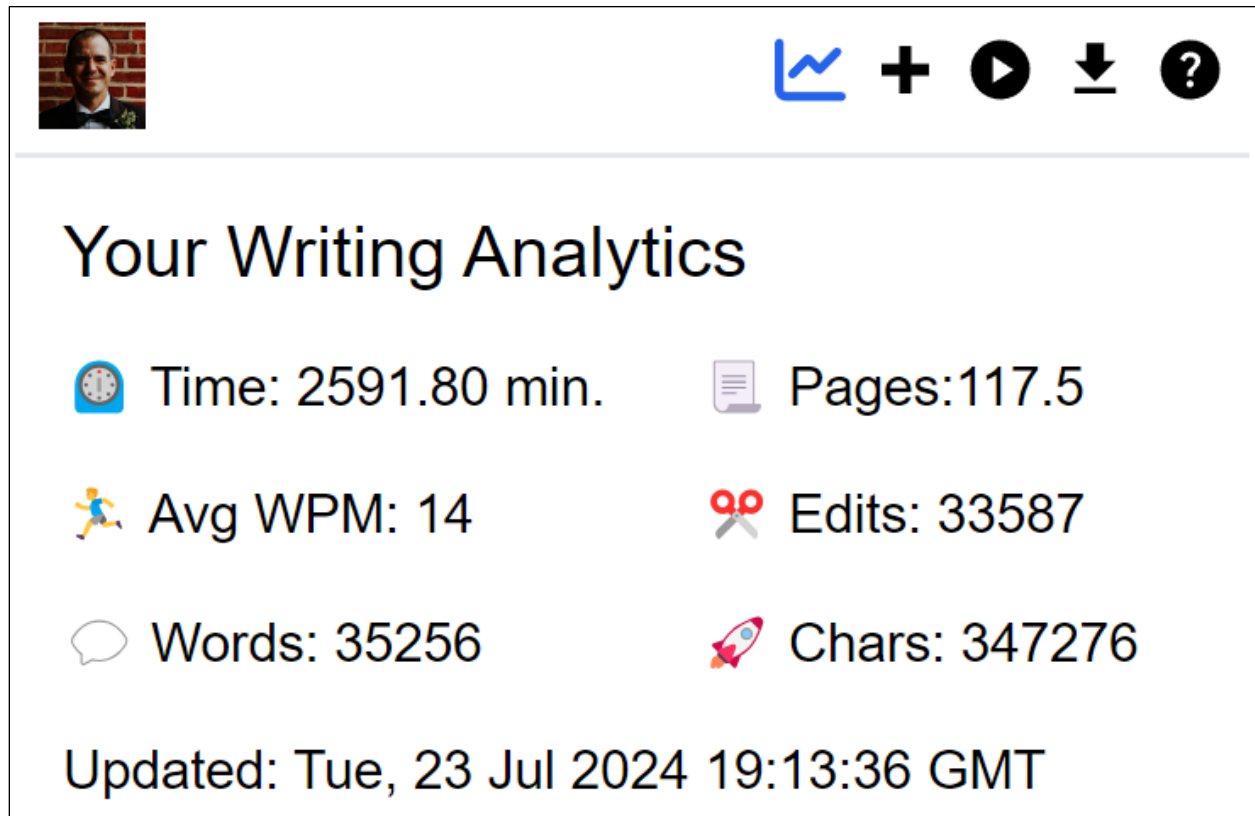 Your Writing Analytics
Time: 2591.80 min. Pages:117.5
Avg WPM: 14 Edits: 33587
Words: 35256 Chars: 347276
Updated: Tue, 23 Jul 2024 19:13:36 GMT